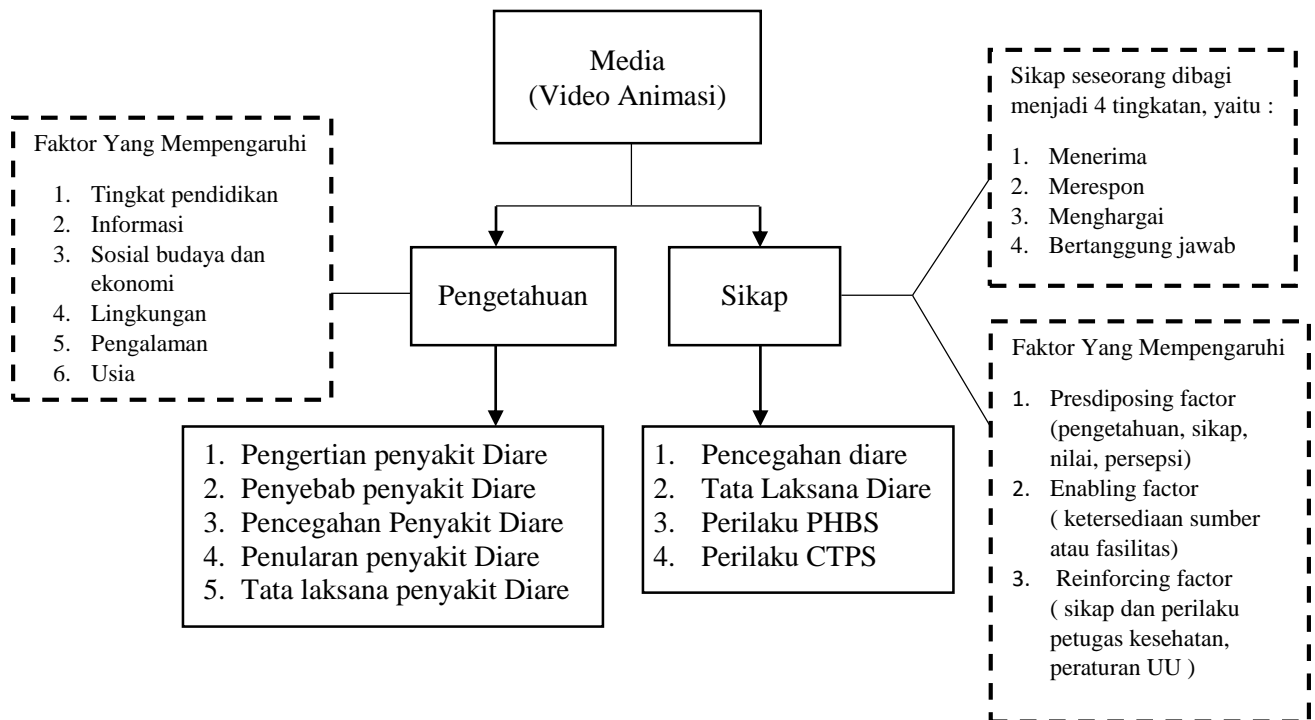 Media
(Video Animasi)
Faktor Yang Mempengaruhi
1. Tingkat pendidikan
2. Informasi
3. Sosial budaya dan
ekonomi
4. Lingkungan
5. Pengalaman
6. Usia
Pengetahuan
Sikap
Sikap seseorang dibagi
menjadi 4 tingkatan, yaitu :
1. Menerima
2. Merespon
3. Menghargai
4. Bertanggung jawab
Faktor Yang Mempengaruhi
1. Presdiposing factor
(pengetahuan, sikap,
nilai, persepsi)
2. Enabling factor
( ketersediaan sumber
atau fasilitas)
3. Reinforcing factor
( sikap dan perilaku
petugas kesehatan,
peraturan UU )
1. Pengertian penyakit Diare
2. Penyebab penyakit Diare
3. Pencegahan Penyakit Diare
4. Penularan penyakit Diare
5. Tata laksana penyakit Diare
1. Pencegahan diare
2. Tata Laksana Diare
3. Perilaku PHBS
4. Perilaku CTPS